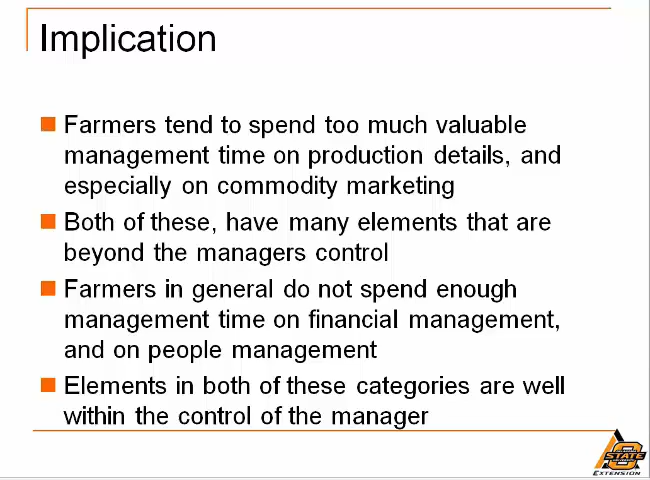 Implication
Farmers tend to spend too much valuable
management time on production details, and
especially on commodity marketing
Both of these, have many elements that are
beyond the managers control
Farmers in general do not spend enough
management time on financial management,
and on people management
Elements in both of these categories are well
within the control of the manager
STATE
EXTENSION